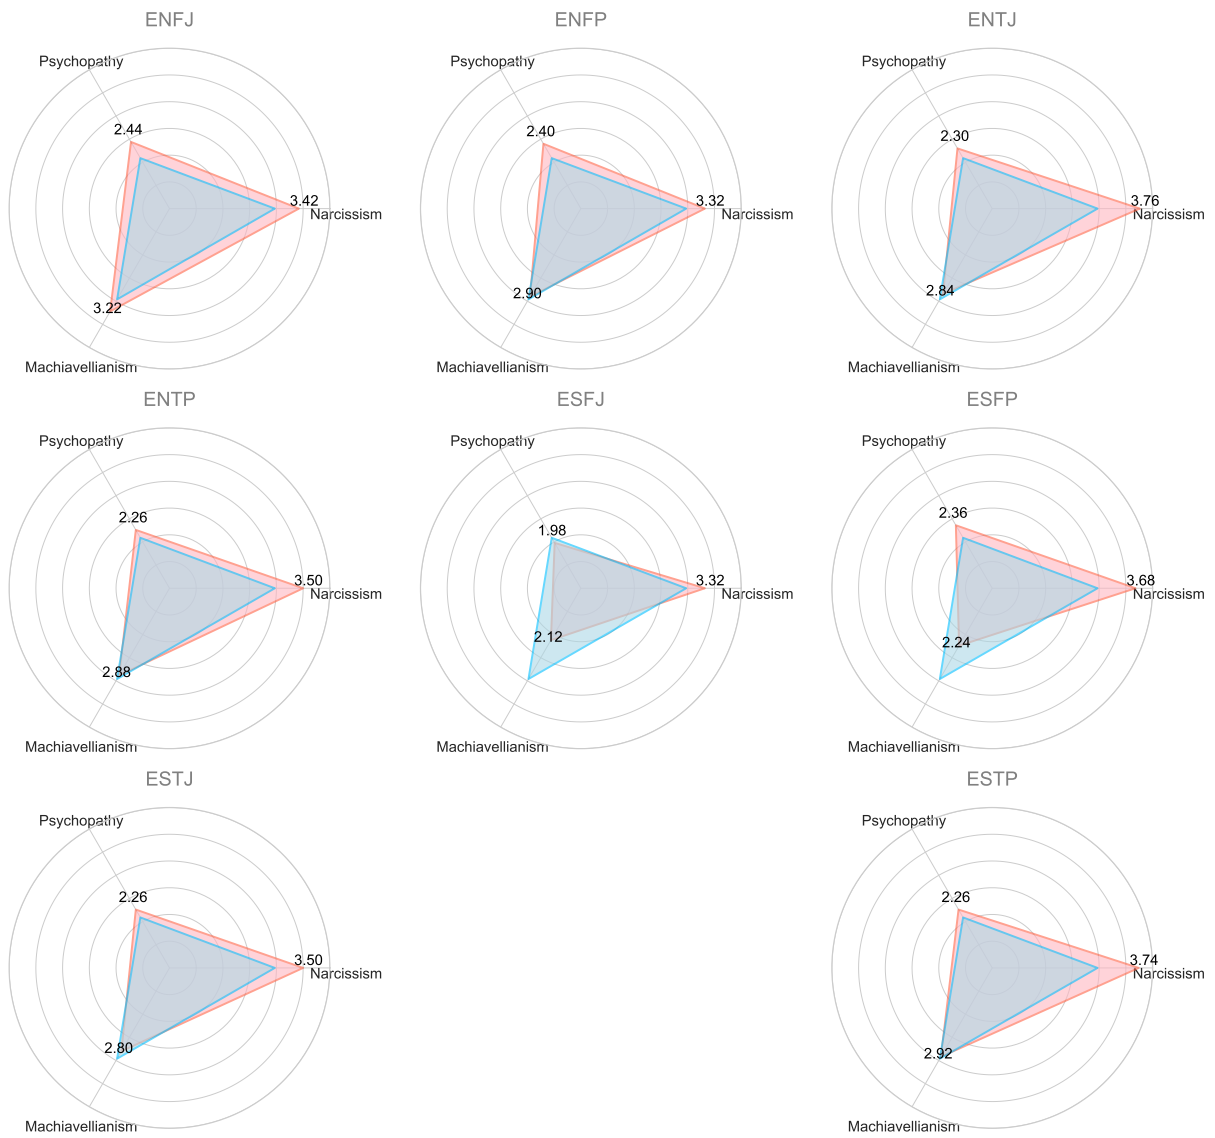 ENFJ
Psychopathy
2.44
3.42
Narcissism
3.22
Machiavellianism
ENFP
Psychopathy
2.40
3.32
Narcissism
2.90
Machiavellianism
ENTJ
Psychopathy
2.30
3.76
Narcissism
2.84
Machiavellianism
ENTP
Psychopathy
2.26
3.50
Narcissism
2.88
Machiavellianism
ESFJ
Psychopathy
1.98
3.32
Narcissism
2.12
Machiavellianism
ESFP
Psychopathy
2.36
3.68
Narcissism
2.24
Machiavellianism
ESTJ
Psychopathy
2.26
3.50
Narcissism
2.80
Machiavellianism
ESTP
Psychopathy
2.26
3.74
Narcissism
2.92
Machiavellianism